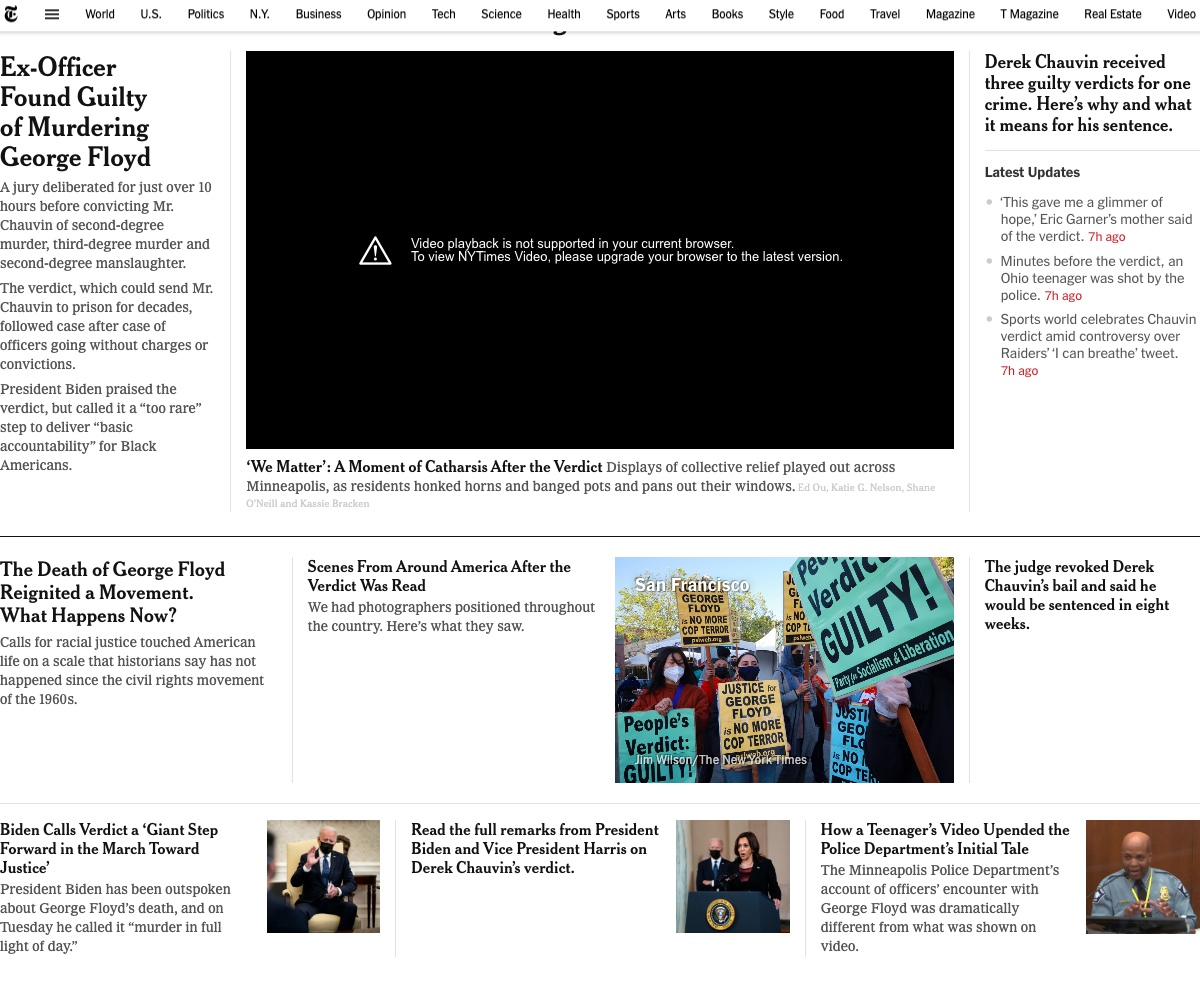 World U.S. Politics N.Y. Business Opinion Tech Science Health Sports Arts Books Style Food Travel Magazine T Magazine Real Estate Video
Ex-Officer
Found Guilty
of Murdering
George Floyd
A jury deliberated for just over 10
hours before convicting Mr.
Chauvin of second-degree
murder, third-degree murder and
second-degree manslaughter.
The verdict, which could send Mr.
Chauvin to prison for decades,
followed case after case of
officers going without charges or
convictions.
President Biden praised the
verdict, but called it a “too rare”
step to deliver “basic
accountability” for Black
Americans.
Video playback is not supported in your current browser.
To view NYTimes Video, please upgrade your browser to the latest version.
‘We Matter’: A Moment of Catharsis After the Verdict Displays of collective relief played out across
Minneapolis, as residents honked horns and banged pots and pans out their windows. Ed Ou, Katie G. Nelson, Shane
O’Neill and Kassie Bracken
Derek Chauvin received
three guilty verdicts for one
crime. Here’s why and what
it means for his sentence.
Latest Updates
‘This gave me a glimmer of
hope,’ Eric Garner’s mother said
of the verdict. 7h ago
Minutes before the verdict, an
Ohio teenager was shot by the
police. 7h ago
Sports world celebrates Chauvin
verdict amid controversy over
Raiders’ ‘I can breathe’ tweet.
7h ago
The Death of George Floyd
Reignited a Movement.
What Happens Now?
Calls for racial justice touched American
life on a scale that historians say has not
happened since the civil rights movement
of the 1960s.
Scenes From Around America After the
Verdict Was Read
We had photographers positioned throughout
the country. Here’s what they saw.
San Francisco
GEORGE
FLOYD
is NO MORE
COP TERROR
pslweb.org
People's
Verdict:
GUILTY!
Party for Socialism & Liberation
JUSTICE for
GEORGE
FLOYD
is NO MORE
COP TERROR
pslweb.org
People's
Verdict:
GUILTY!
Jim Wilson/The New York Times
The judge revoked Derek
Chauvin’s bail and said he
would be sentenced in eight
weeks.
Biden Calls Verdict a ‘Giant Step
Forward in the March Toward
Justice’
President Biden has been outspoken
about George Floyd’s death, and on
Tuesday he called it “murder in full
light of day.”
Read the full remarks from President
Biden and Vice President Harris on
Derek Chauvin’s verdict.
How a Teenager’s Video Upended the
Police Department’s Initial Tale
The Minneapolis Police Department’s
account of officers’ encounter with
George Floyd was dramatically
different from what was shown on
video.